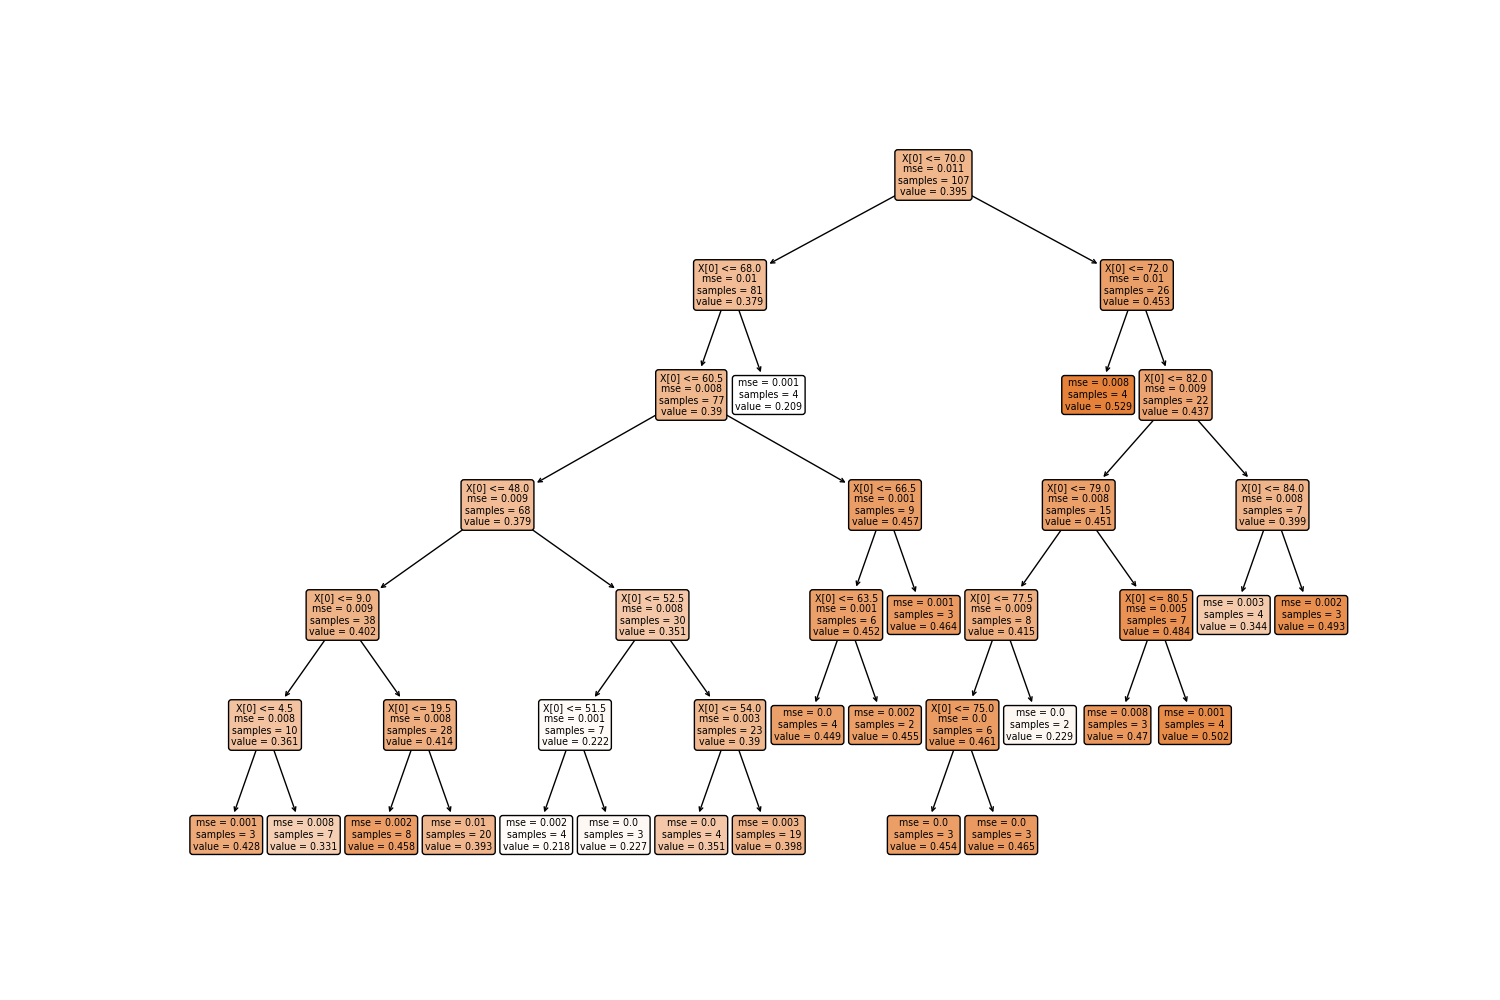 X[0] <= 70.0
mse = 0.011
samples = 107
value = 0.395
X[0] <= 68.0
mse = 0.01
samples = 81
value = 0.379
X[0] <= 72.0
mse = 0.01
samples = 26
value = 0.453
X[0] <= 60.5
mse = 0.008
samples = 77
value = 0.39
mse = 0.001
samples = 4
value = 0.209
mse = 0.008
samples = 4
value = 0.529
X[0] <= 82.0
mse = 0.009
samples = 22
value = 0.437
X[0] <= 48.0
mse = 0.009
samples = 68
value = 0.379
X[0] <= 66.5
mse = 0.001
samples = 9
value = 0.457
X[0] <= 79.0
mse = 0.008
samples = 15
value = 0.451
X[0] <= 84.0
mse = 0.008
samples = 7
value = 0.399
X[0] <= 9.0
mse = 0.009
samples = 38
value = 0.402
X[0] <= 52.5
mse = 0.008
samples = 30
value = 0.351
X[0] <= 63.5
mse = 0.001
samples = 6
value = 0.452
mse = 0.001
samples = 3
value = 0.464
X[0] <= 77.5
mse = 0.009
samples = 8
value = 0.415
X[0] <= 80.5
mse = 0.005
samples = 7
value = 0.484
mse = 0.003
samples = 4
value = 0.344
mse = 0.002
samples = 3
value = 0.493
X[0] <= 4.5
mse = 0.008
samples = 10
value = 0.361
X[0] <= 19.5
mse = 0.008
samples = 28
value = 0.414
X[0] <= 51.5
mse = 0.001
samples = 7
value = 0.222
X[0] <= 54.0
mse = 0.003
samples = 23
value = 0.39
mse = 0.0
samples = 4
value = 0.449
mse = 0.002
samples = 2
value = 0.455
X[0] <= 75.0
mse = 0.0
samples = 6
value = 0.461
mse = 0.0
samples = 2
value = 0.229
mse = 0.008
samples = 3
value = 0.47
mse = 0.001
samples = 4
value = 0.502
mse = 0.001
samples = 3
value = 0.428
mse = 0.008
samples = 7
value = 0.331
mse = 0.002
samples = 8
value = 0.458
mse = 0.01
samples = 20
value = 0.393
mse = 0.002
samples = 4
value = 0.218
mse = 0.0
samples = 3
value = 0.227
mse = 0.0
samples = 4
value = 0.351
mse = 0.003
samples = 19
value = 0.398
mse = 0.0
samples = 3
value = 0.454
mse = 0.0
samples = 3
value = 0.465